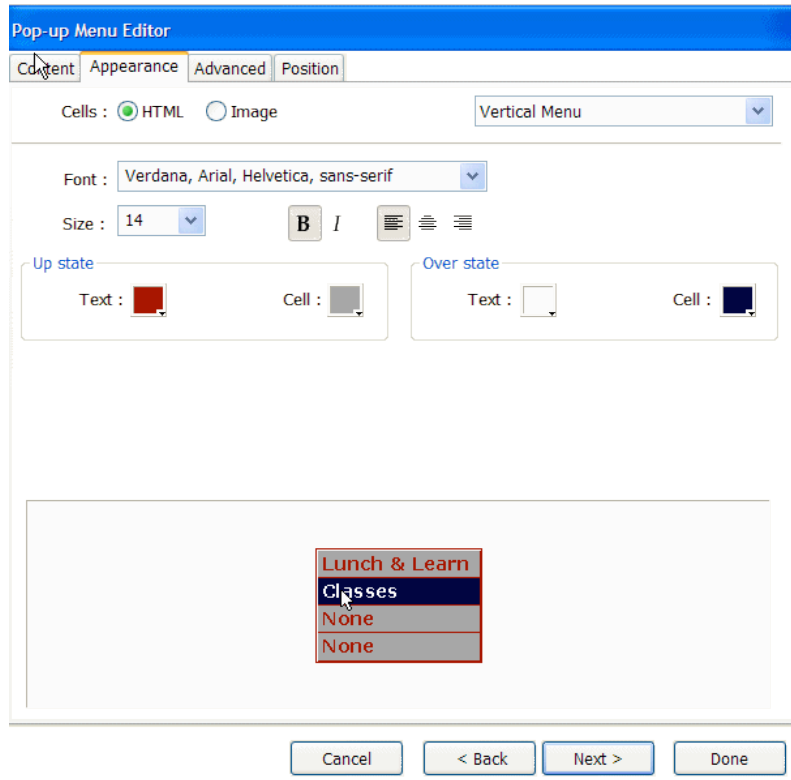 Pop-up Menu Editor
Content Appearance Advanced Position
Cells : HTML Image Vertical Menu
Font : Verdana, Arial, Helvetica, sans-serif
Size : 14 B I
Up state Over state
Text : Cell : Text : Cell :
Lunch & Learn
Classes
None
None
Cancel < Back Next > Done